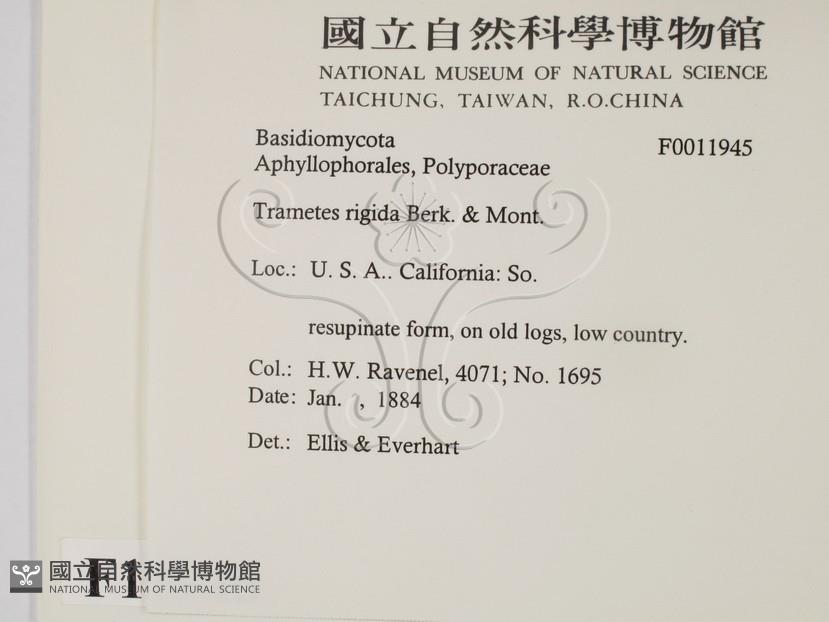 國立自然科學博物館
NATIONAL MUSEUM OF NATURAL SCIENCE
TAICHUNG, TAIWAN, R.O.CHINA
Basidiomycota
F0011945
Aphyllophorales, Polyporaceae
Trametes rigida Berk. & Mont.
Loc.: U. S. A.. California: So.
resupinate form, on old logs, low country.
Col.: H.W. Ravenel, 4071; No. 1695
Date: Jan. , 1884
Det.: Ellis & Everhart
F1
國立自然科學博物館
NATIONAL MUSEUM OF NATURAL SCIENCE